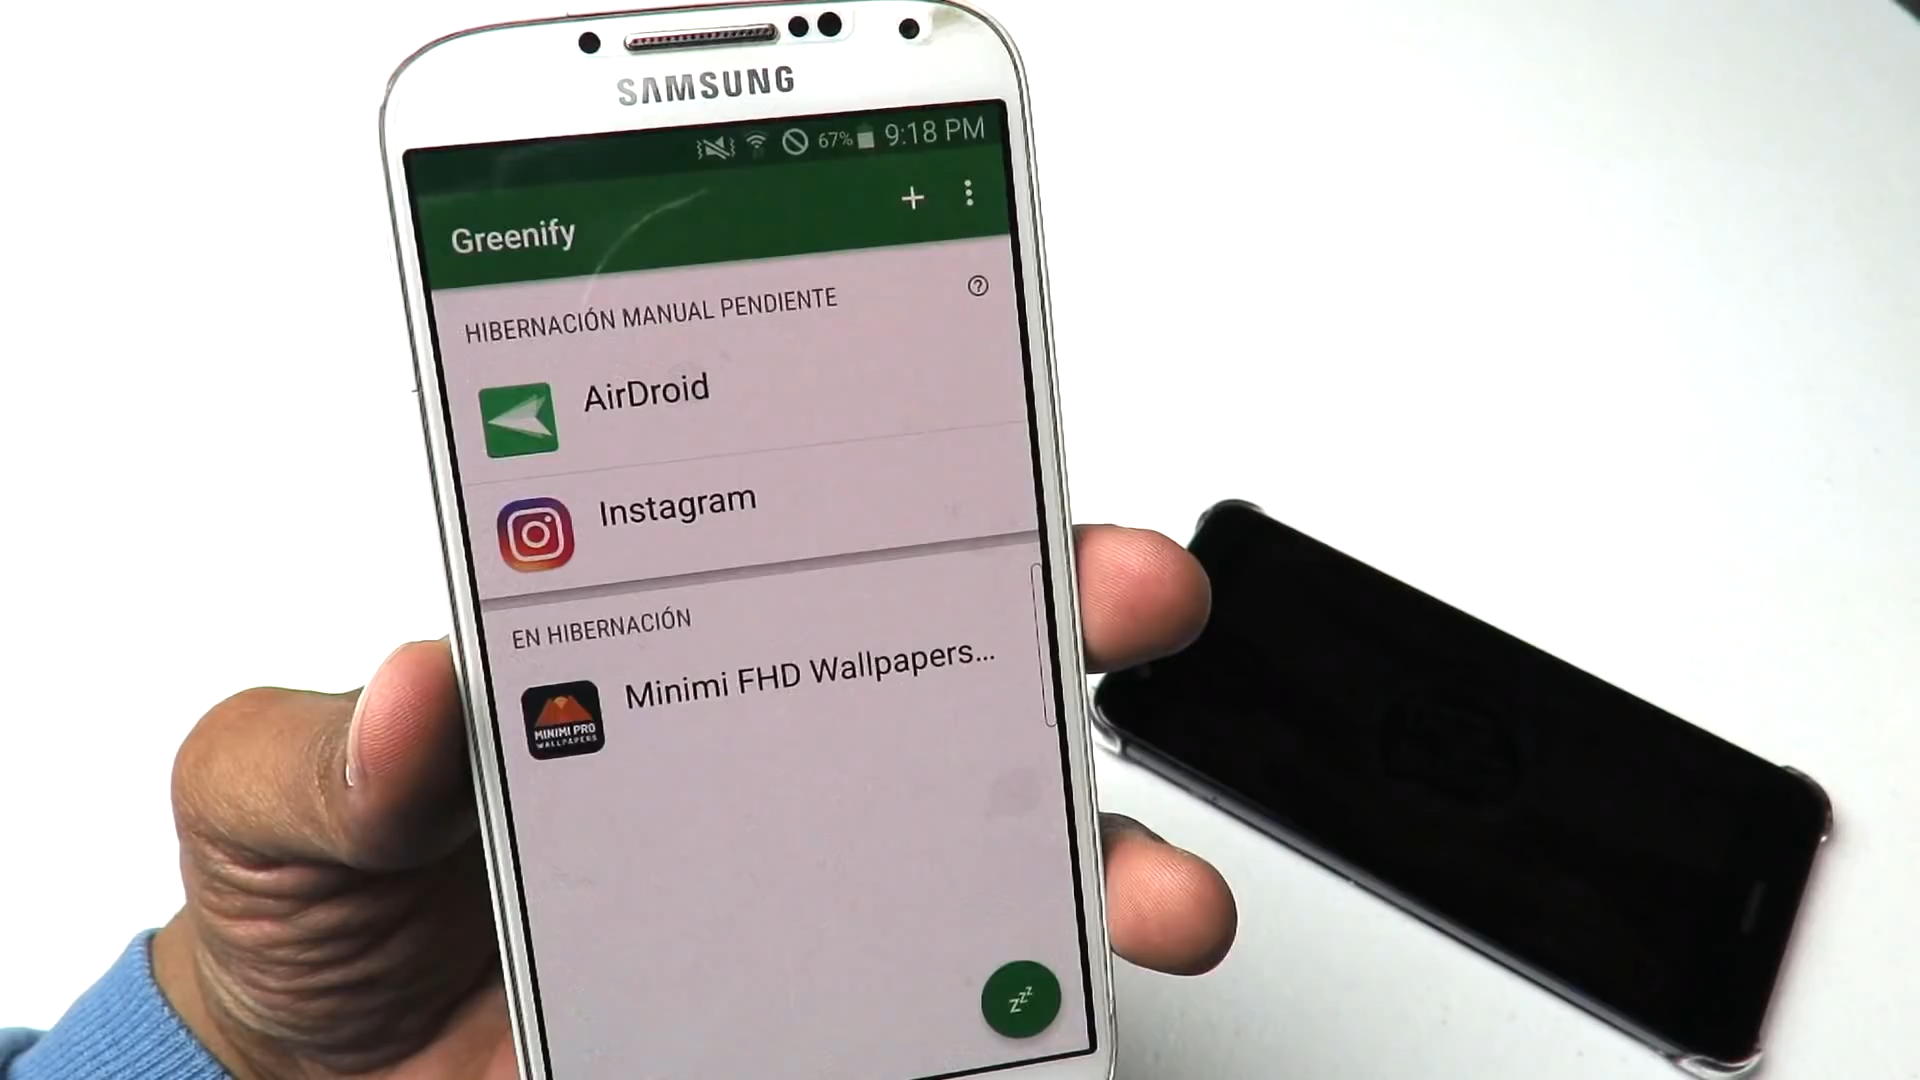 SAMSUNG
67% 9:18 PM
Greenify
HIBERNACIÓN MANUAL PENDIENTE
AirDroid
Instagram
EN HIBERNACIÓN
Minimi FHD Wallpapers...
MINIMI PRO
WALLPAPERS
zzz